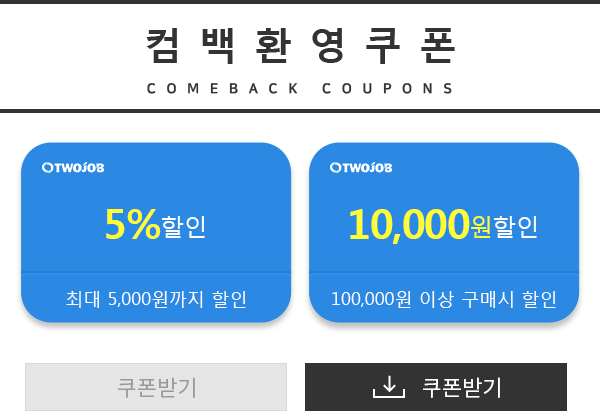 컴백환영쿠폰
COMEBACK COUPONS
TWOJOB
5%할인
최대 5,000원까지 할인
TWOJOB
10,000원할인
100,000원 이상 구매시 할인
쿠폰받기
쿠폰받기